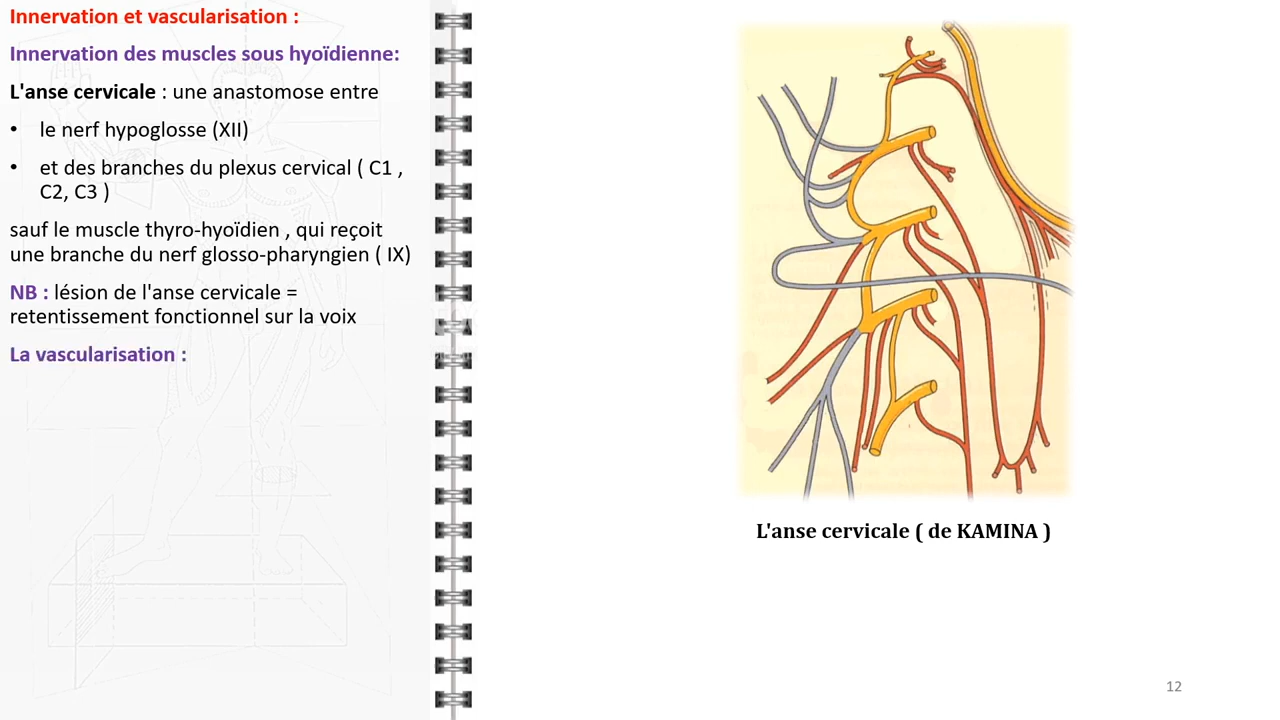 Innervation et vascularisation :
Innervation des muscles sous hyoïdienne:
L'anse cervicale : une anastomose entre
• le nerf hypoglosse (XII)
• et des branches du plexus cervical ( C1 ,
C2, C3 )
sauf le muscle thyro-hyoïdien , qui reçoit
une branche du nerf glosso-pharyngien ( IX)
NB : lésion de l'anse cervicale =
retentissement fonctionnel sur la voix
La vascularisation :
L'anse cervicale ( de KAMINA )
12